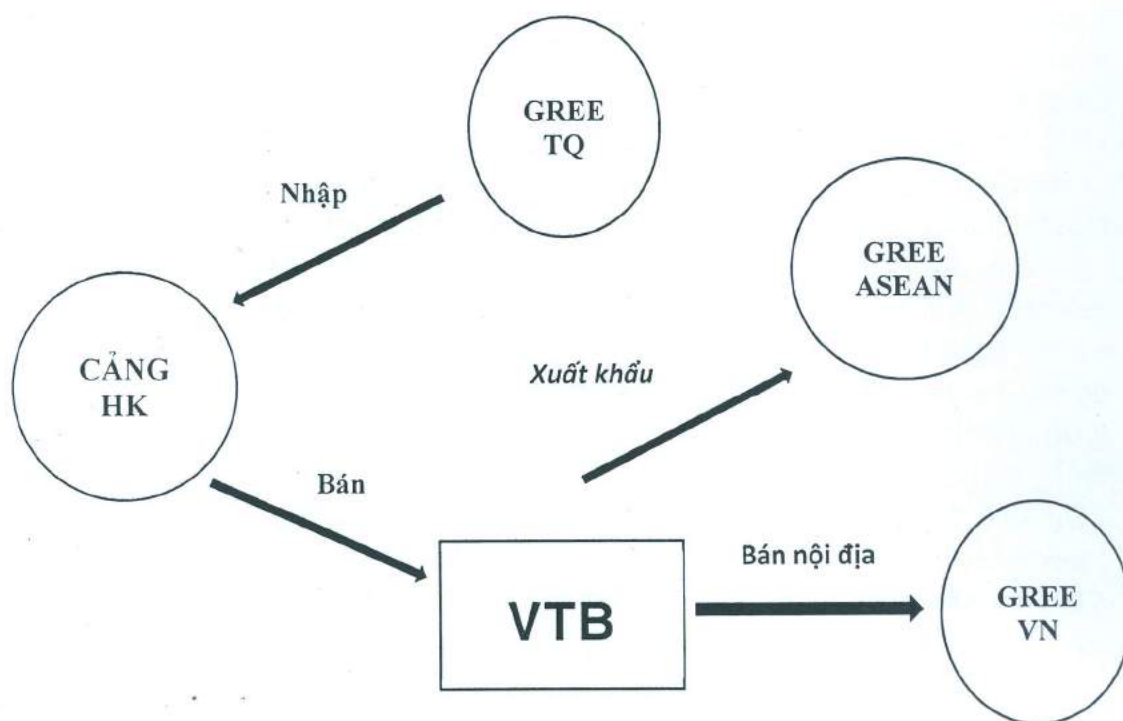 GREE
TQ
Nhập
GREE
ASEAN
CẢNG
HK
Xuất khẩu
Bán
Bán nội địa
VTB
GREE
VN